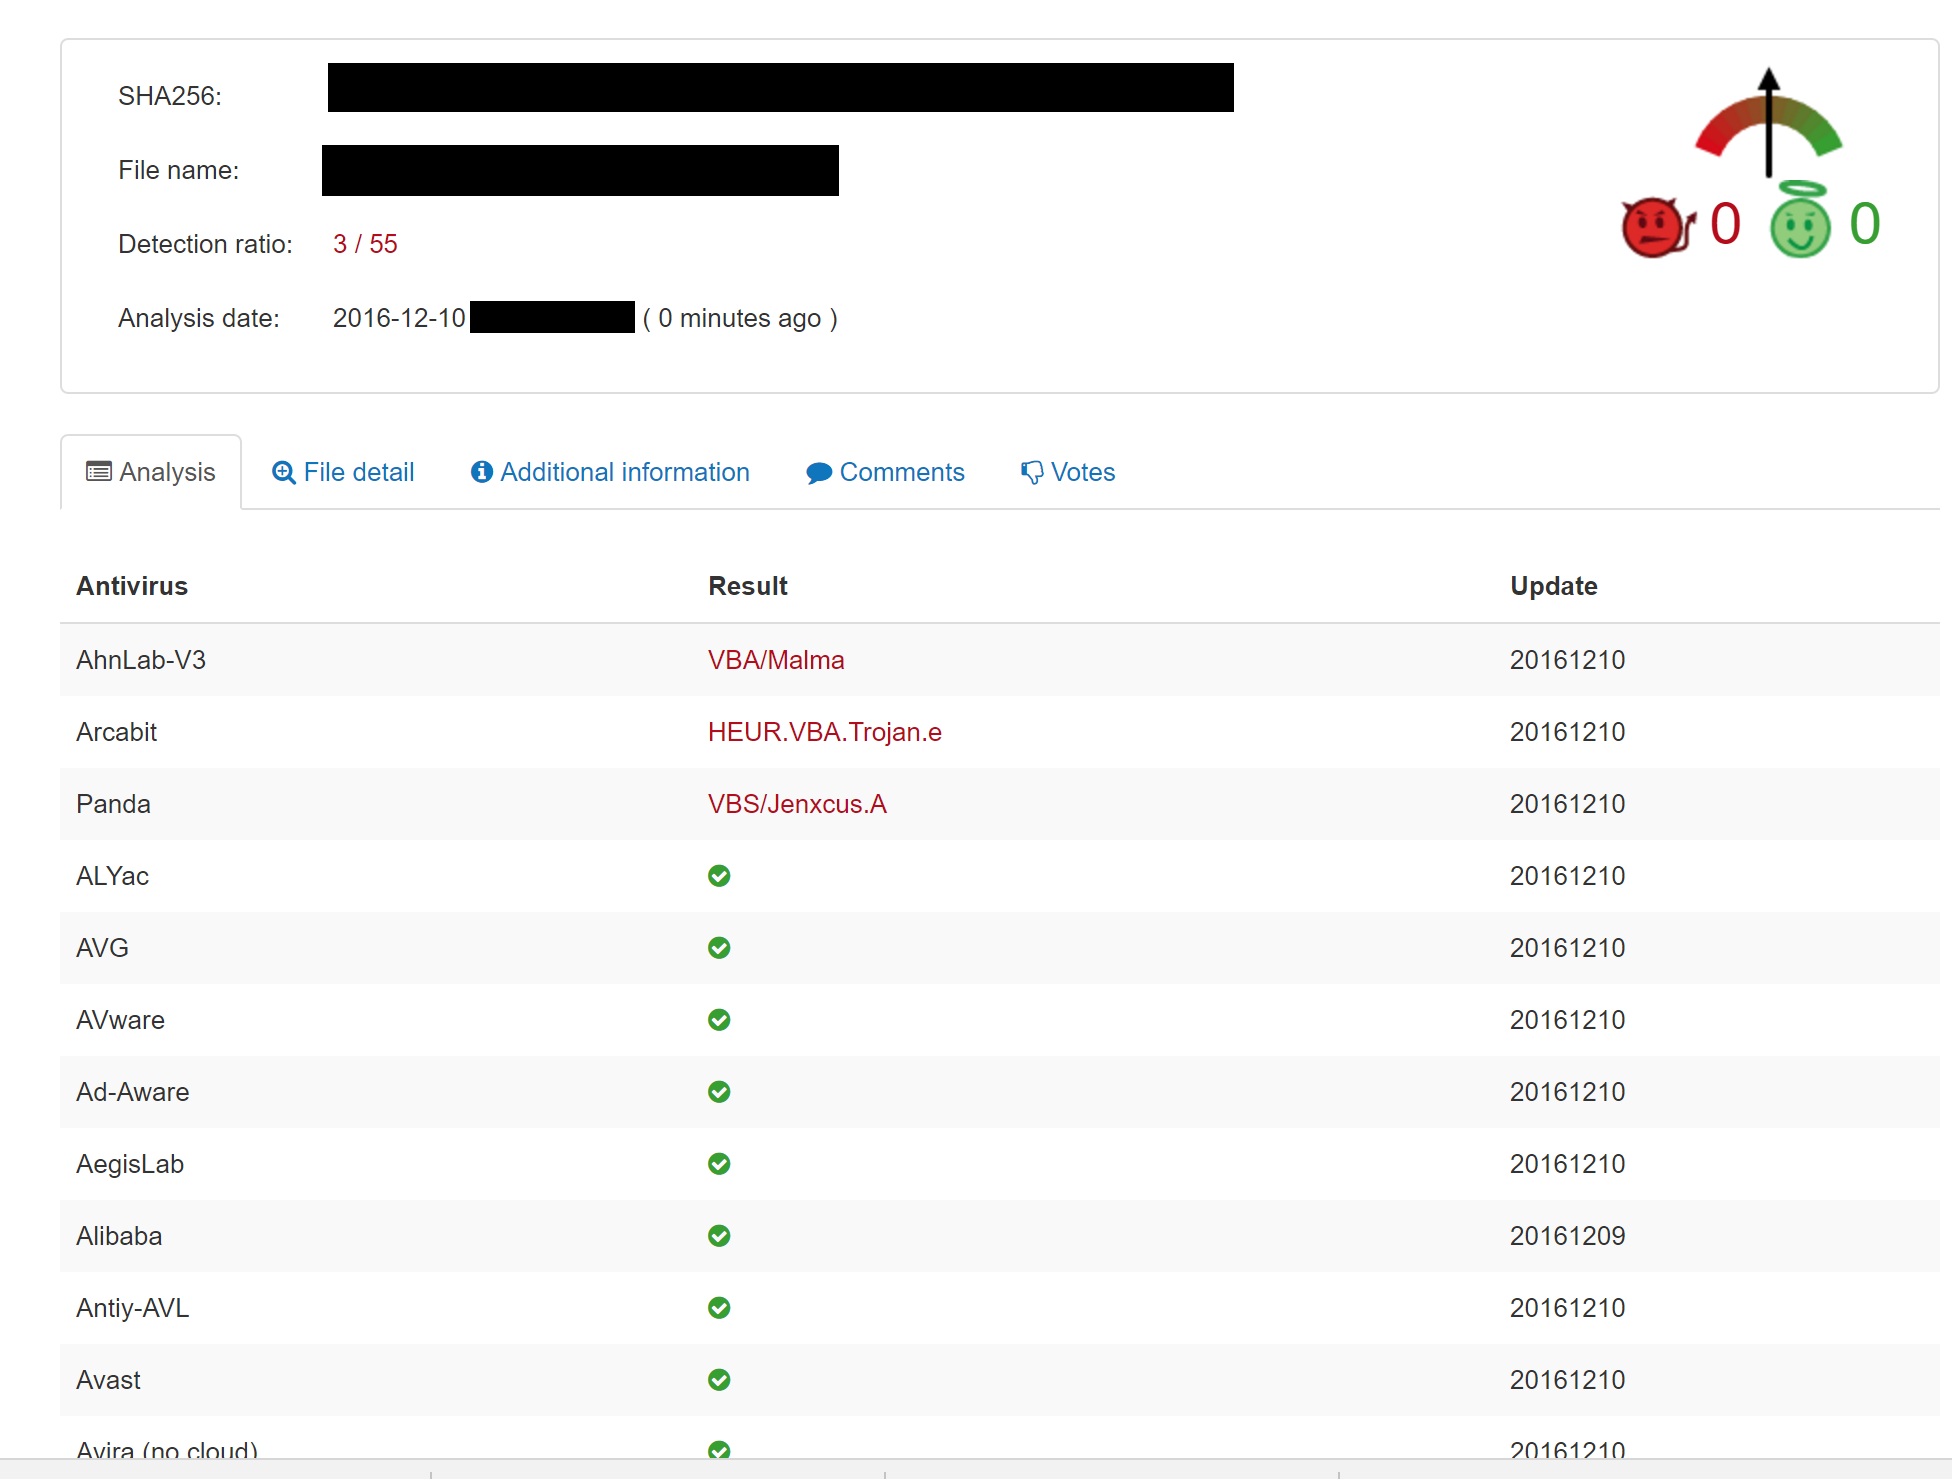 SHA256:
File name:
Detection ratio: 3 / 55
Analysis date: 2016-12-10 ( 0 minutes ago )
0 0
Analysis File detail Additional information Comments Votes
Antivirus Result Update
AhnLab-V3 VBA/Malma 20161210
Arcabit HEUR.VBA.Trojan.e 20161210
Panda VBS/Jenxcus.A 20161210
ALYac 20161210
AVG 20161210
AVware 20161210
Ad-Aware 20161210
AegisLab 20161210
Alibaba 20161209
Antiy-AVL 20161210
Avast 20161210
Avira (no cloud) 20161210